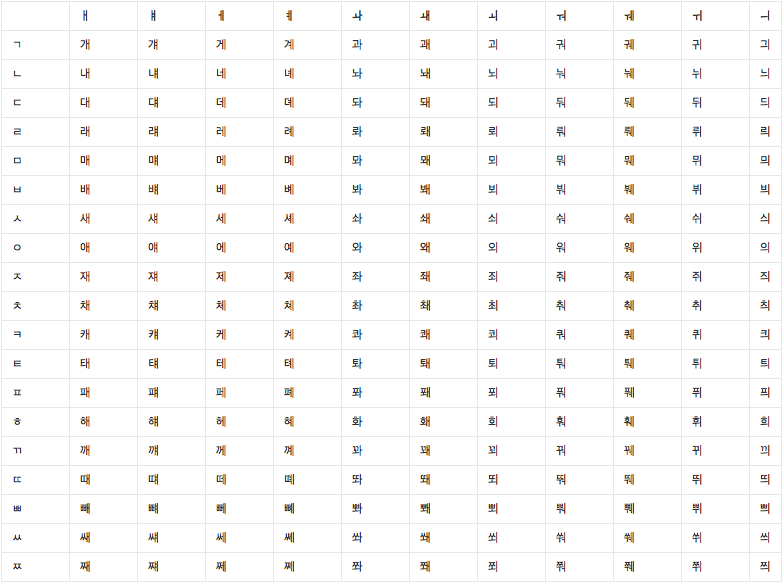 ㅐ ㅒ ㅔ ㅖ ㅘ ㅙ ㅚ ㅝ ㅞ ㅟ ㅢ
ㄱ 개 걔 게 계 과 괘 괴 궈 궤 귀 긔
ㄴ 내 냬 네 녜 놔 놰 뇌 눠 눼 뉘 늬
ㄷ 대 댸 데 뎨 돠 돼 되 둬 뒈 뒤 듸
ㄹ 래 럐 레 례 롸 뢔 뢰 뤄 뤠 뤼 릐
ㅁ 매 먜 메 몌 뫄 뫠 뫼 뭐 뭬 뮈 믜
ㅂ 배 뱨 베 볘 봐 봬 뵈 붜 붸 뷔 븨
ㅅ 새 섀 세 셰 솨 쇄 쇠 숴 쉐 쉬 싀
ㅇ 애 얘 에 예 와 왜 외 워 웨 위 의
ㅈ 재 쟤 제 졔 좌 좨 죄 줘 줴 쥐 즤
ㅊ 채 챼 체 쳬 촤 쵀 최 춰 췌 취 츼
ㅋ 캐 컈 케 켸 콰 쾌 쾨 쿼 퀘 퀴 킈
ㅌ 태 턔 테 톄 톼 퇘 퇴 퉈 퉤 튀 틔
ㅍ 패 퍠 페 폐 퐈 퐤 푀 풔 풰 퓌 픠
ㅎ 해 햬 헤 혜 화 홰 회 훠 훼 휘 희
ㄲ 깨 꺠 께 꼐 꽈 꽤 꾀 꿔 꿰 뀌 끠
ㄸ 때 떄 떼 뗴 똬 뙈 뙤 뚸 뛔 뛰 띄
ㅃ 빼 뺴 뻬 뼤 뽜 뽸 뾔 뿨 쀄 쀠 쁴
ㅆ 쌔 썌 쎄 쎼 쏴 쐐 쐬 쒀 쒜 쒸 씌
ㅉ 째 쨰 쩨 쪠 쫘 쫴 쬐 쭤 쮀 쮜 쯰